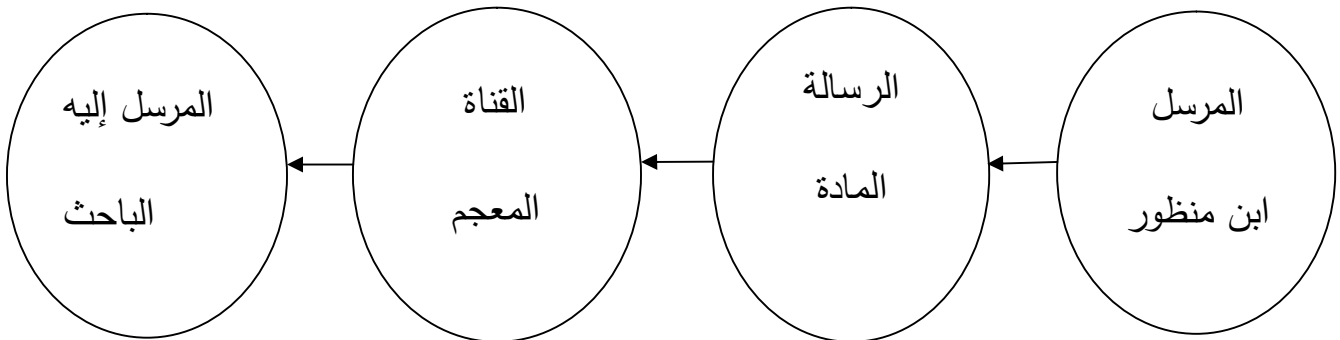 المرسل
ابن منظور
الرسالة
المادة
القناة
المعجم
المرسل إليه
الباحث